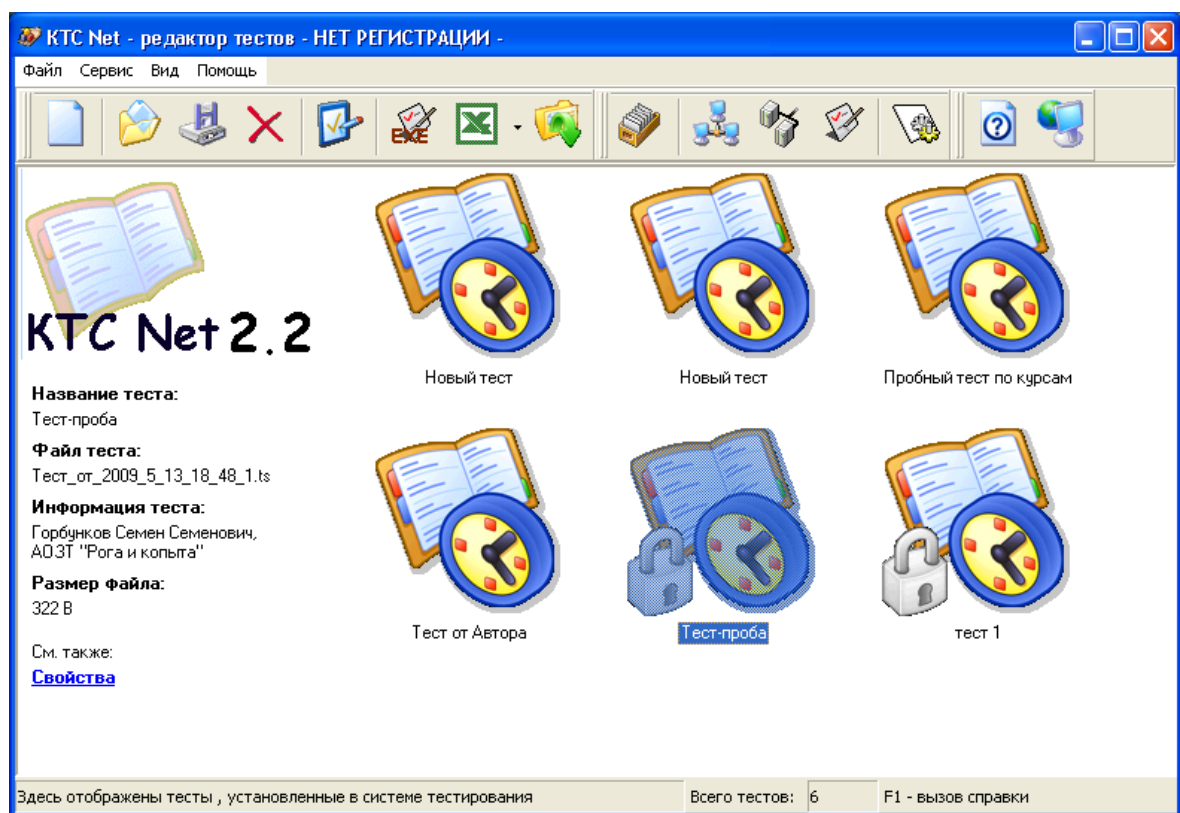 КТС Net - редактор тестов - НЕТ РЕГИСТРАЦИИ -
Файл Сервис Вид Помощь
EXE
КТС Net 2.2
Название теста:
Тест-проба
Файл теста:
Тест_от_2009_5_13_18_48_1.ts
Информация теста:
Горбунков Семен Семенович,
АОЗТ "Рога и копыта"
Размер файла:
322 B
См. также:
Свойства
Новый тест
Новый тест
Пробный тест по курсам
Тест от Автора
Тест-проба
тест 1
Здесь отображены тесты , установленные в системе тестирования
Всего тестов: 6
F1 - вызов справки